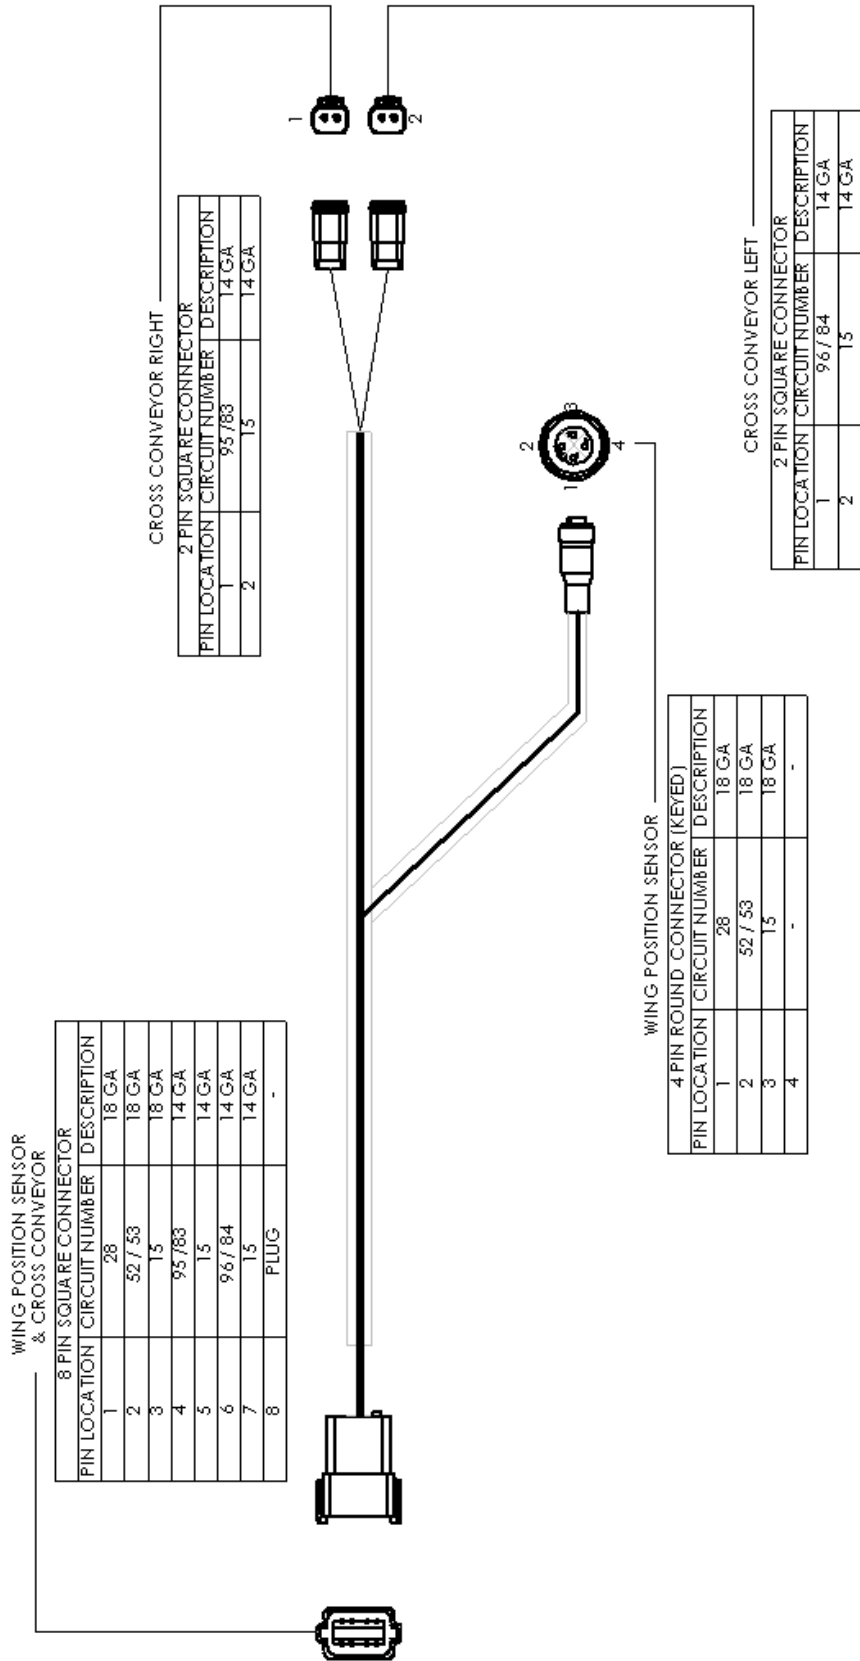 WING POSITION SENSOR
& CROSS CONVEYOR
8 PIN SQUARE CONNECTOR
PIN LOCATION CIRCUIT NUMBER DESCRIPTION
1 28 18 GA
2 52 / 53 18 GA
3 15 18 GA
4 95 /83 14 GA
5 15 14 GA
6 96 / 84 14 GA
7 15 14 GA
8 PLUG -
CROSS CONVEYOR RIGHT
2 PIN SQUARE CONNECTOR
PIN LOCATION CIRCUIT NUMBER DESCRIPTION
1 95 /83 14 GA
2 15 14 GA
1
2
2
1
3
4
WING POSITION SENSOR
4 PIN ROUND CONNECTOR (KEYED)
PIN LOCATION CIRCUIT NUMBER DESCRIPTION
1 28 18 GA
2 52 / 53 18 GA
3 15 18 GA
4 - -
CROSS CONVEYOR LEFT
2 PIN SQUARE CONNECTOR
PIN LOCATION CIRCUIT NUMBER DESCRIPTION
1 96 / 84 14 GA
2 15 14 GA